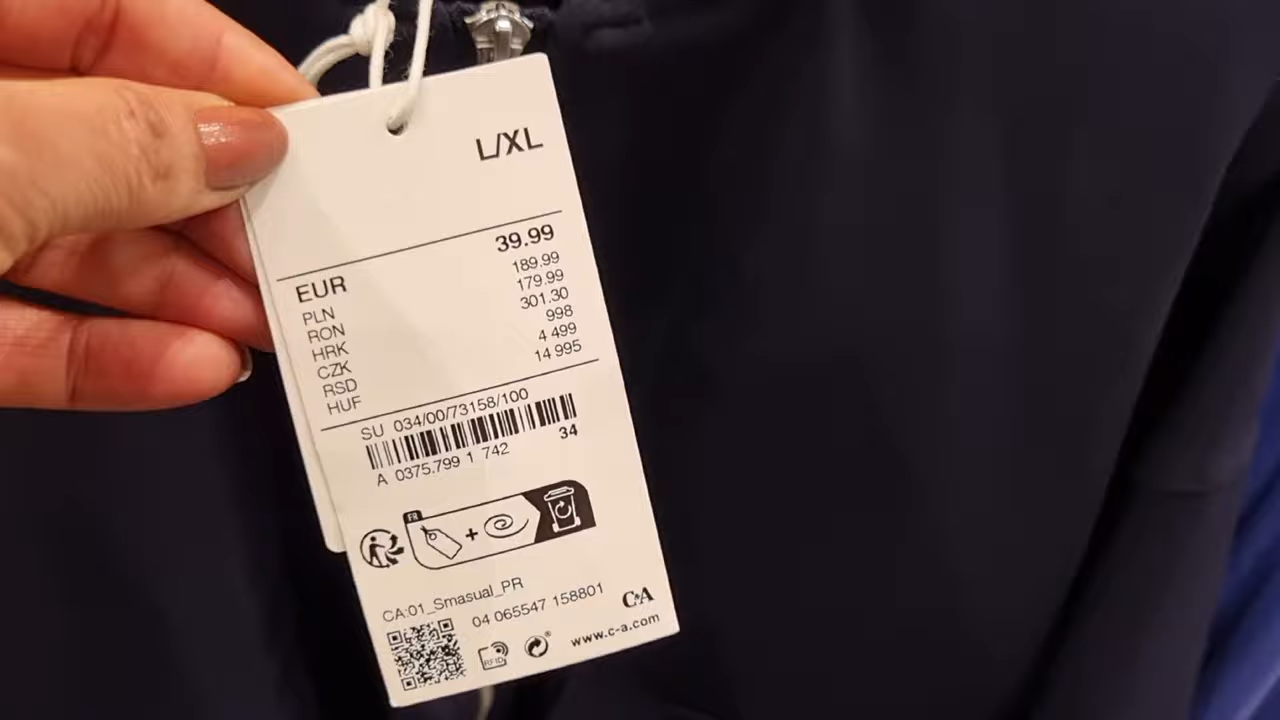 L/XL
EUR 39.99
PLN 189.99
RON 179.99
HRK 301.30
CZK 998
RSD 4 499
HUF 14 995
SU 034/00/73158/100
34
A 0375.799 1 742
FR
+
CA:01_Smasual_PR
04 065547 158801
C&A
RFID
www.c-a.com